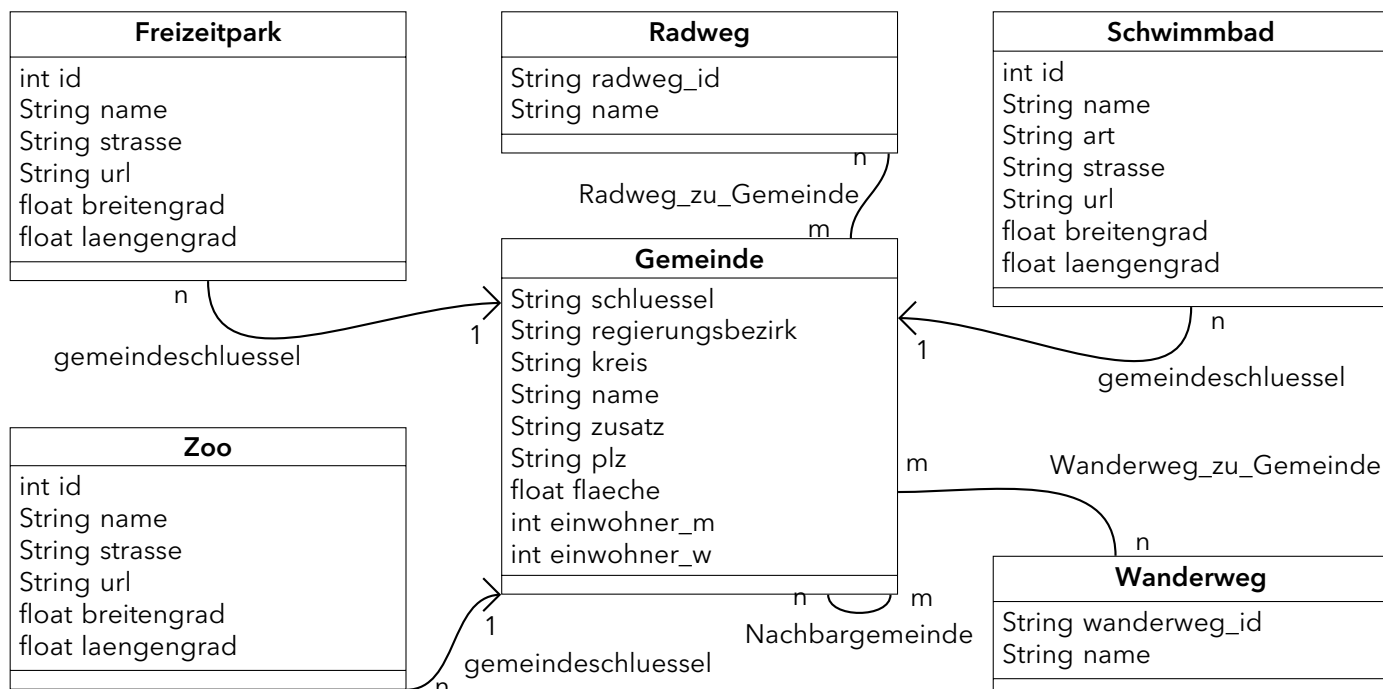 Freizeitpark
int id
String name
String strasse
String url
float breitengrad
float laengengrad
n
1
gemeindeschluessel
Radweg
String radweg_id
String name
n
Radweg_zu_Gemeinde
m
Schwimmbad
int id
String name
String art
String strasse
String url
float breitengrad
float laengengrad
n
1
gemeindeschluessel
Gemeinde
String schluessel
String regierungsbezirk
String kreis
String name
String zusatz
String plz
float flaeche
int einwohner_m
int einwohner_w
n
m
Nachbargemeinde
Zoo
int id
String name
String strasse
String url
float breitengrad
float laengengrad
n
1
gemeindeschluessel
m
Wanderweg_zu_Gemeinde
n
Wanderweg
String wanderweg_id
String name